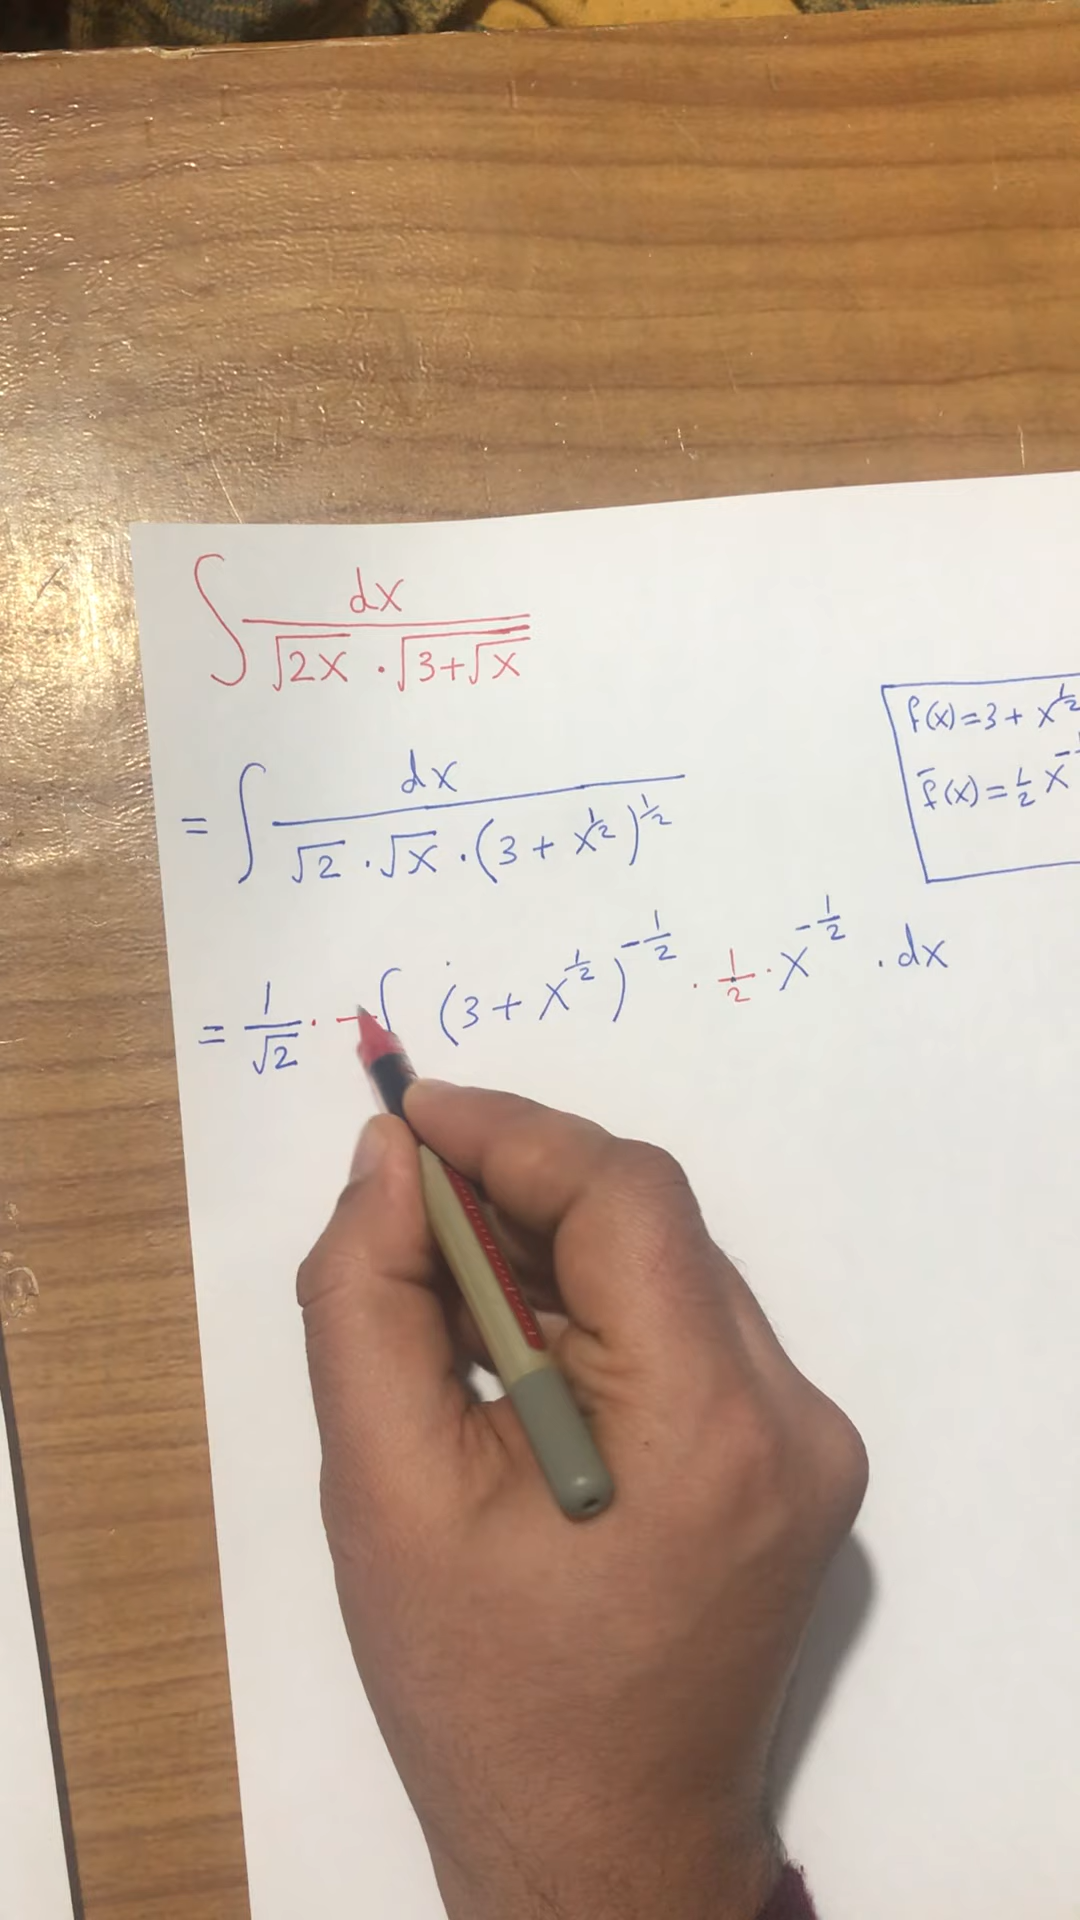 ∫ dx / (√2x · √(3+√x))
= ∫ dx / (√2 · √x · (3 + x^(1/2))^(1/2))
f(x) = 3 + x^(1/2)
f̄(x) = 1/2 x^-
= 1/√2 · — ∫ (3 + x^(1/2))^(-1/2) · 1/2 · x^(-1/2) · dx